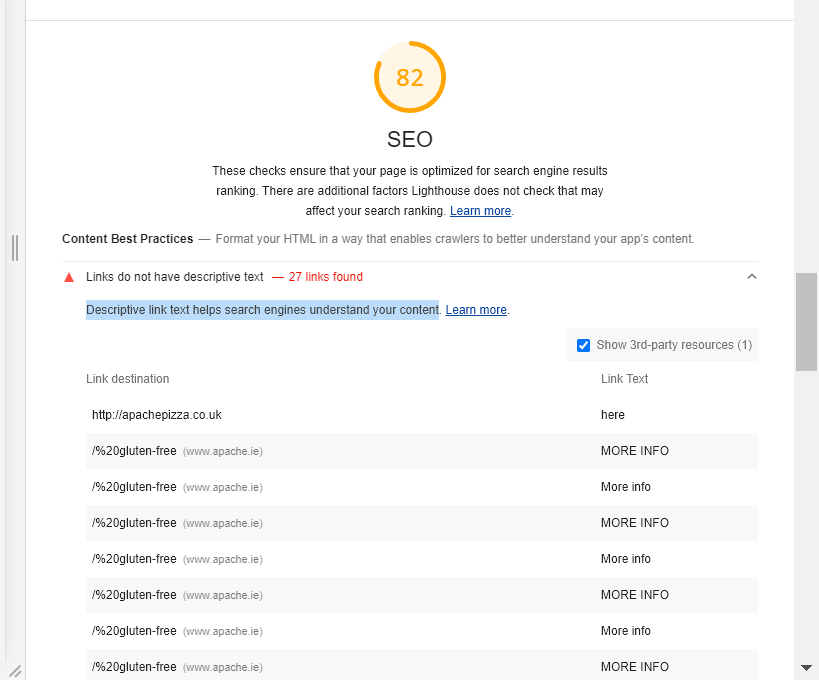 82
SEO
These checks ensure that your page is optimized for search engine results
ranking. There are additional factors Lighthouse does not check that may
affect your search ranking. Learn more.
Content Best Practices — Format your HTML in a way that enables crawlers to better understand your app's content.
Links do not have descriptive text — 27 links found
Descriptive link text helps search engines understand your content. Learn more.
Show 3rd-party resources (1)
Link destination Link Text
http://apachepizza.co.uk here
/%20gluten-free (www.apache.ie) MORE INFO
/%20gluten-free (www.apache.ie) More info
/%20gluten-free (www.apache.ie) MORE INFO
/%20gluten-free (www.apache.ie) More info
/%20gluten-free (www.apache.ie) MORE INFO
/%20gluten-free (www.apache.ie) More info
/%20gluten-free (www.apache.ie) MORE INFO